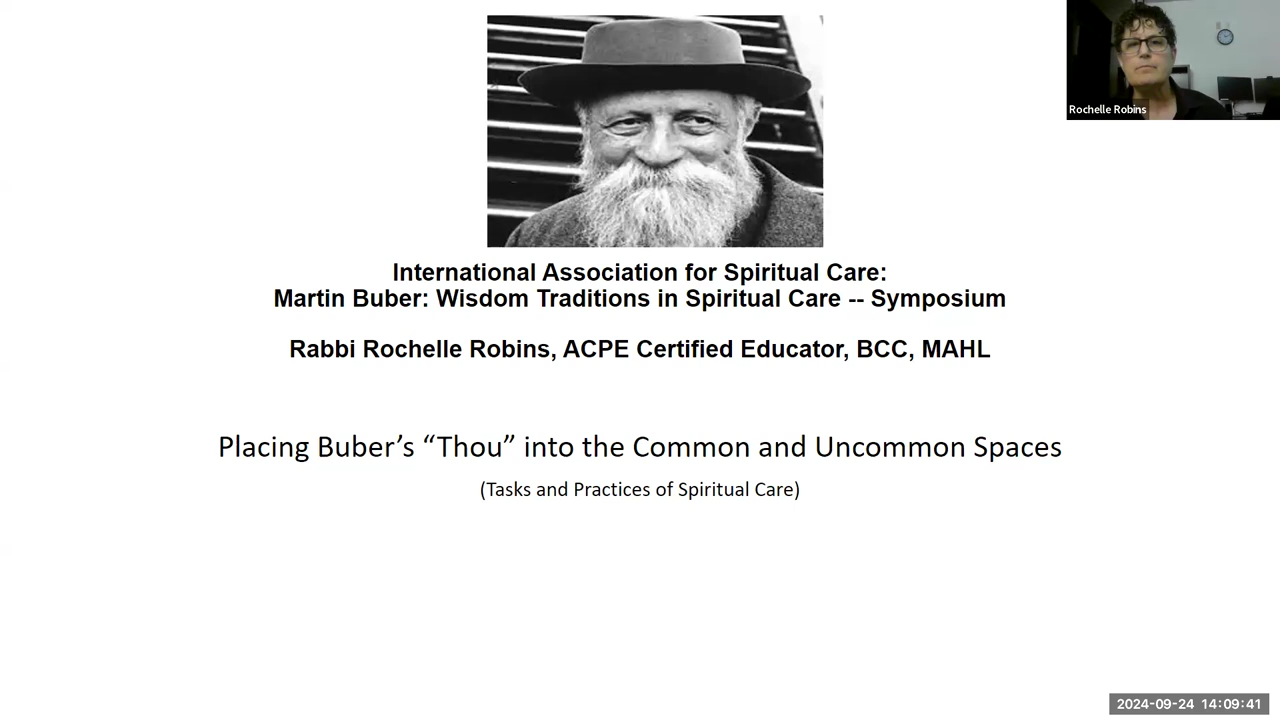 Rochelle Robins
International Association for Spiritual Care:
Martin Buber: Wisdom Traditions in Spiritual Care -- Symposium
Rabbi Rochelle Robins, ACPE Certified Educator, BCC, MAHL
Placing Buber’s “Thou” into the Common and Uncommon Spaces
(Tasks and Practices of Spiritual Care)
2024-09-24 14:09:41